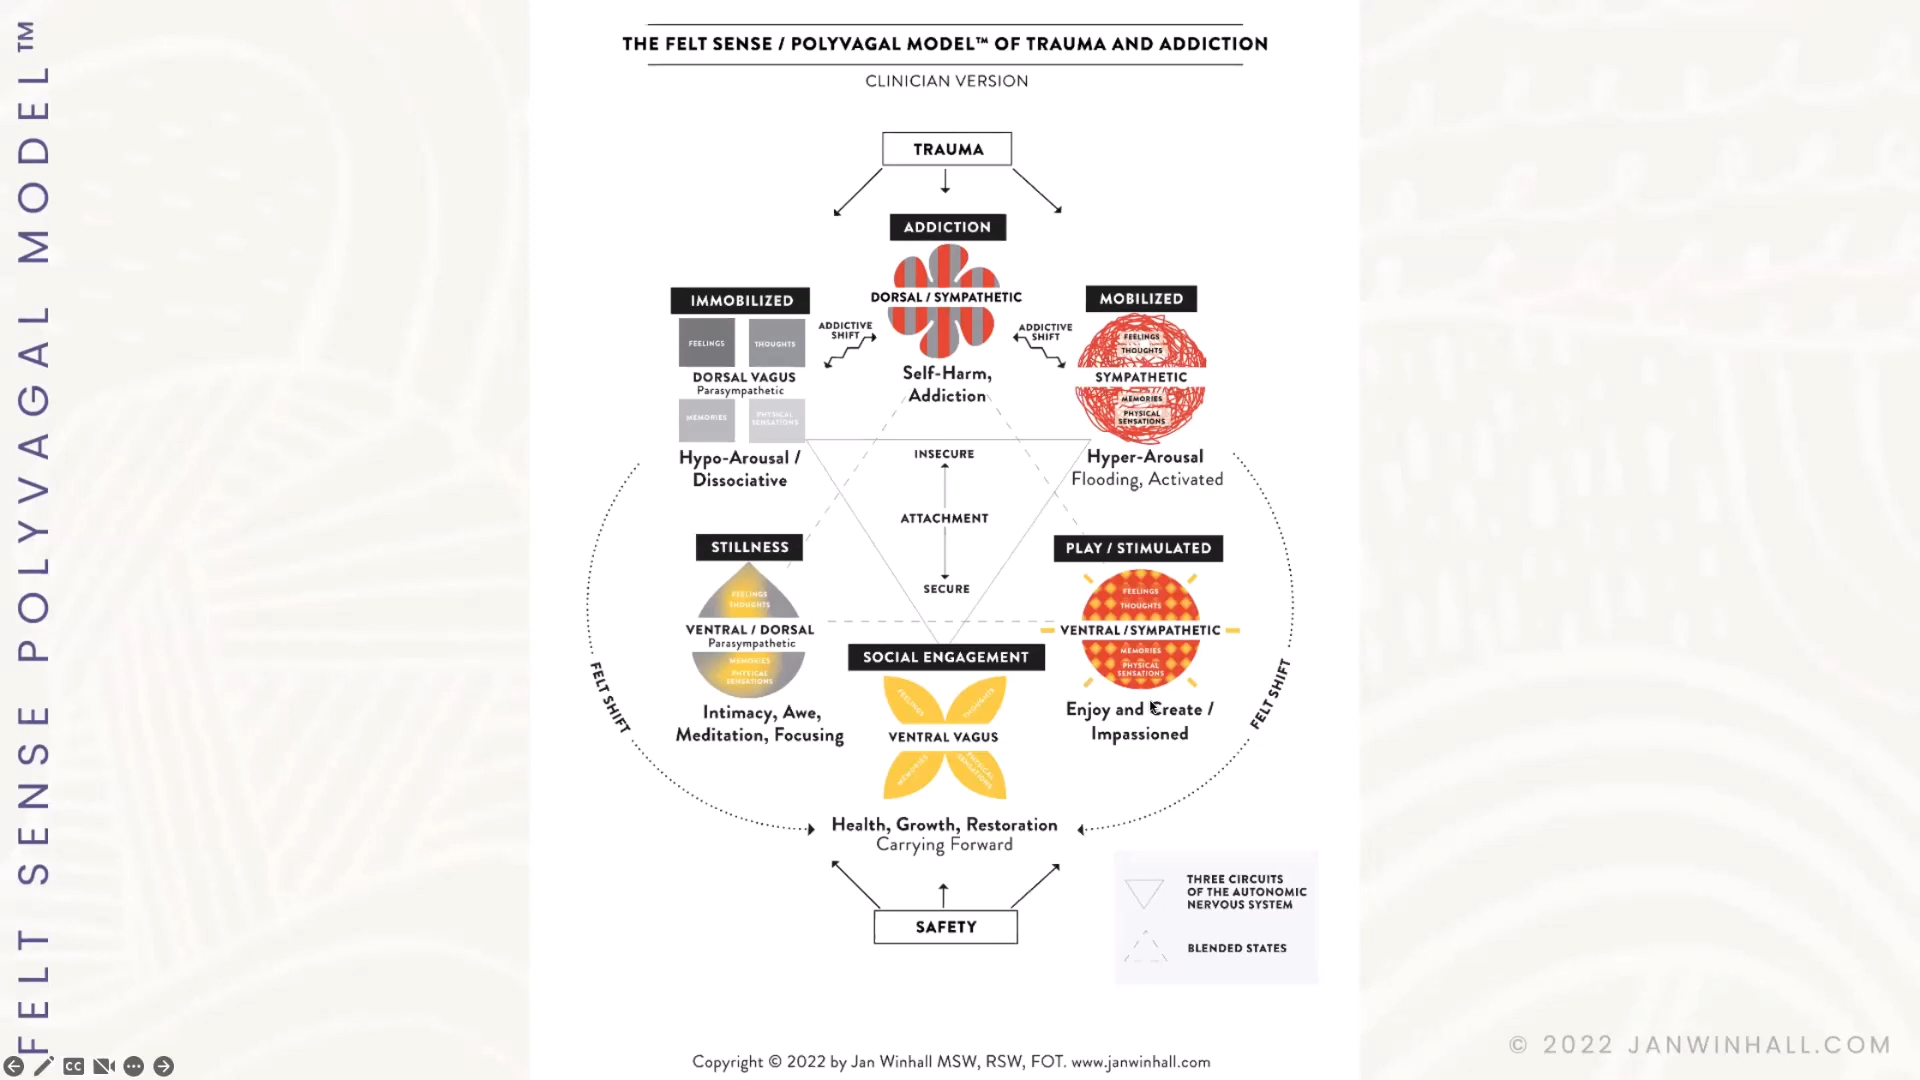 FELT SENSE POLYVAGAL MODEL™
THE FELT SENSE / POLYVAGAL MODEL™ OF TRAUMA AND ADDICTION
CLINICIAN VERSION
TRAUMA
ADDICTION
DORSAL / SYMPATHETIC
Self-Harm,
Addiction
IMMOBILIZED
FEELINGS
THOUGHTS
DORSAL VAGUS
Parasympathetic
MEMORIES
PHYSICAL
SENSATIONS
Hypo-Arousal /
Dissociative
ADDICTIVE
SHIFT
ADDICTIVE
SHIFT
MOBILIZED
FEELINGS
THOUGHTS
SYMPATHETIC
MEMORIES
PHYSICAL
SENSATIONS
Hyper-Arousal
Flooding, Activated
INSECURE
ATTACHMENT
SECURE
STILLNESS
FEELINGS
THOUGHTS
VENTRAL / DORSAL
Parasympathetic
MEMORIES
PHYSICAL
SENSATIONS
Intimacy, Awe,
Meditation, Focusing
PLAY / STIMULATED
FEELINGS
THOUGHTS
VENTRAL / SYMPATHETIC
MEMORIES
PHYSICAL
SENSATIONS
Enjoy and Create /
Impassioned
SOCIAL ENGAGEMENT
FEELINGS
THOUGHTS
VENTRAL VAGUS
MEMORIES
PHYSICAL
SENSATIONS
FELT SHIFT
FELT SHIFT
Health, Growth, Restoration
Carrying Forward
SAFETY
THREE CIRCUITS
OF THE AUTONOMIC
NERVOUS SYSTEM
BLENDED STATES
CC
Copyright © 2022 by Jan Winhall MSW, RSW, FOT. www.janwinhall.com
© 2022 JANWINHALL.COM